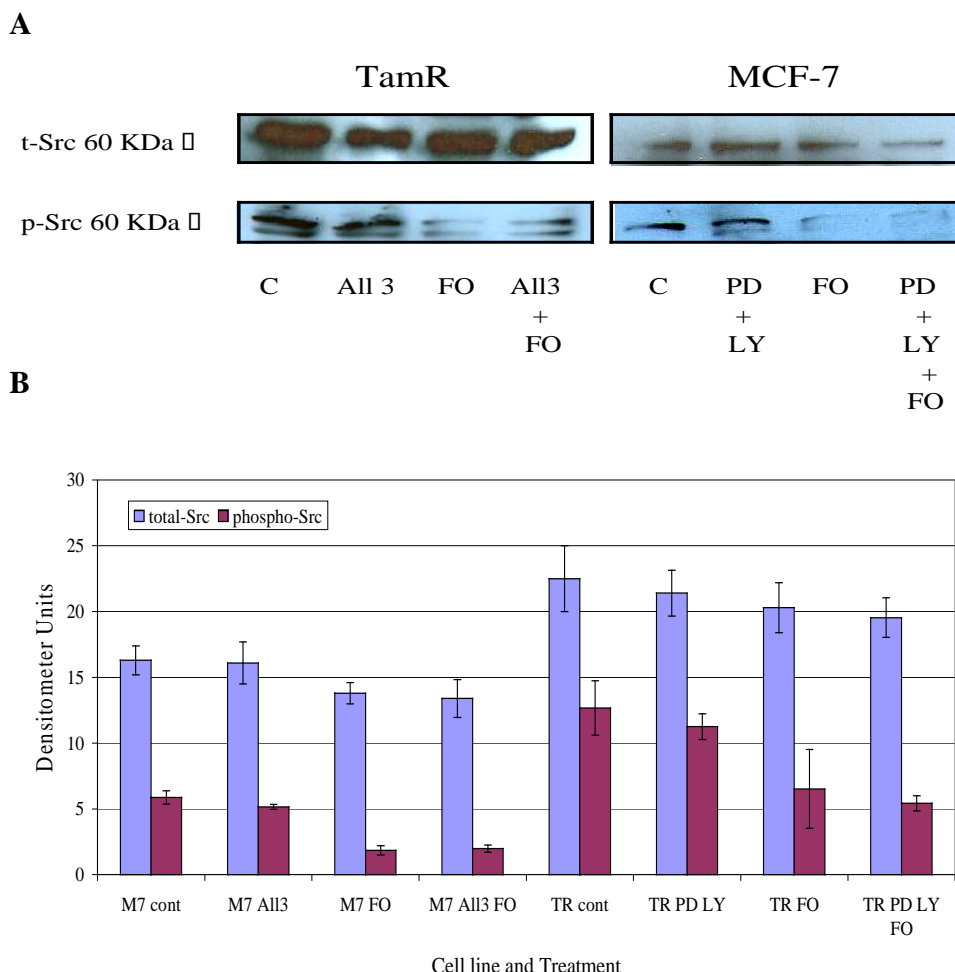 A
TamR MCF-7
t-Src 60 KDa
p-Src 60 KDa
C All 3 FO All3 + FO C PD + LY FO PD + LY + FO
B
30
25
20
15
10
5
0
total-Src phospho-Src
Densitometer Units
M7 cont M7 All3 M7 FO M7 All3 FO TR cont TR PD LY TR FO TR PD LY FO
Cell line and Treatment